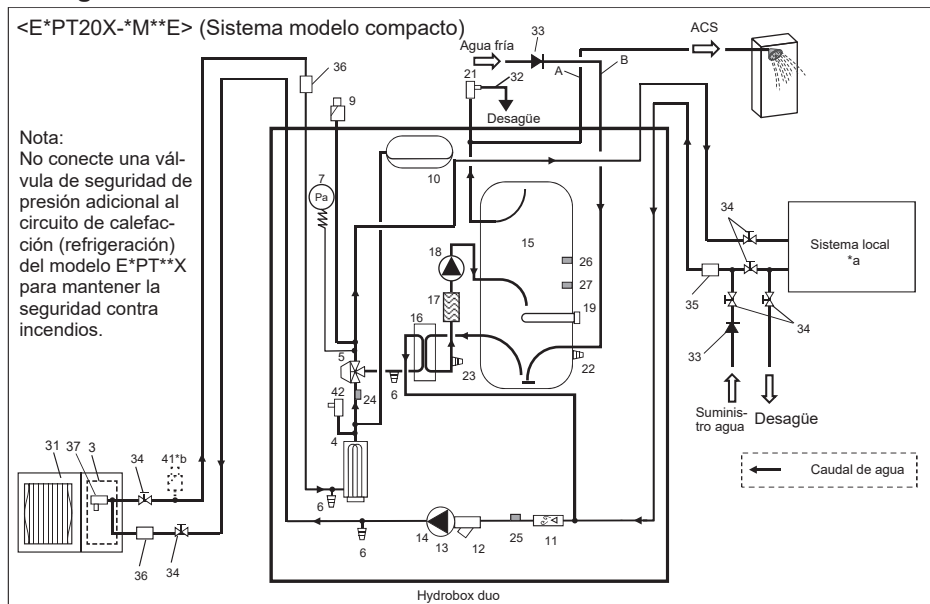 <E*PT20X-*M**E> (Sistema modelo compacto)
Nota:
No conecte una vál-
vula de seguridad de
presión adicional al
circuito de calefac-
ción (refrigeración)
del modelo E*PT**X
para mantener la
seguridad contra
incendios.
36
9
7
Pa
Agua fría
33
21
32
A
B
Desagüe
ACS
10
15
18
17
16
26
27
19
22
23
5
6
24
42
4
6
6
14
13
12
25
11
Hydrobox duo
34
Sistema local
*a
35
34
33
Suminis-
tro agua
Desagüe
Caudal de agua
31
37
3
34
41*b
36
34